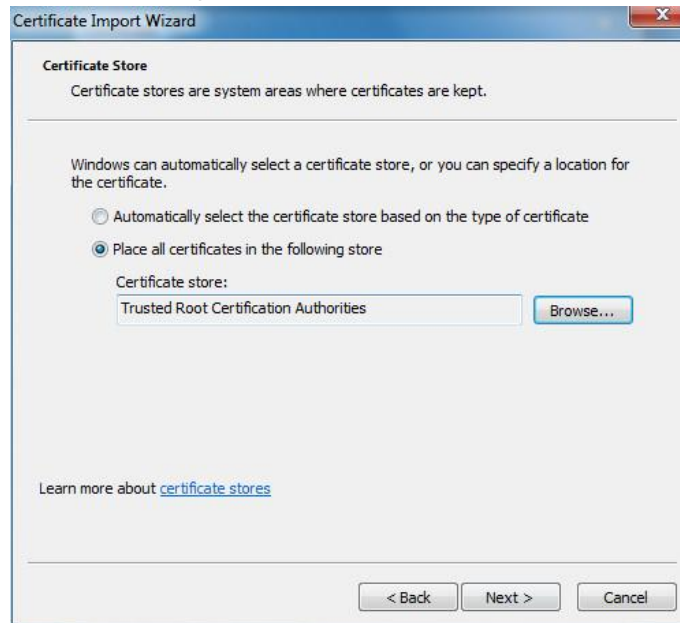 Certificate Import Wizard
Certificate Store
Certificate stores are system areas where certificates are kept.
Windows can automatically select a certificate store, or you can specify a location for
the certificate.
Automatically select the certificate store based on the type of certificate
Place all certificates in the following store
Certificate store:
Trusted Root Certification Authorities
Browse...
Learn more about certificate stores
< Back
Next >
Cancel